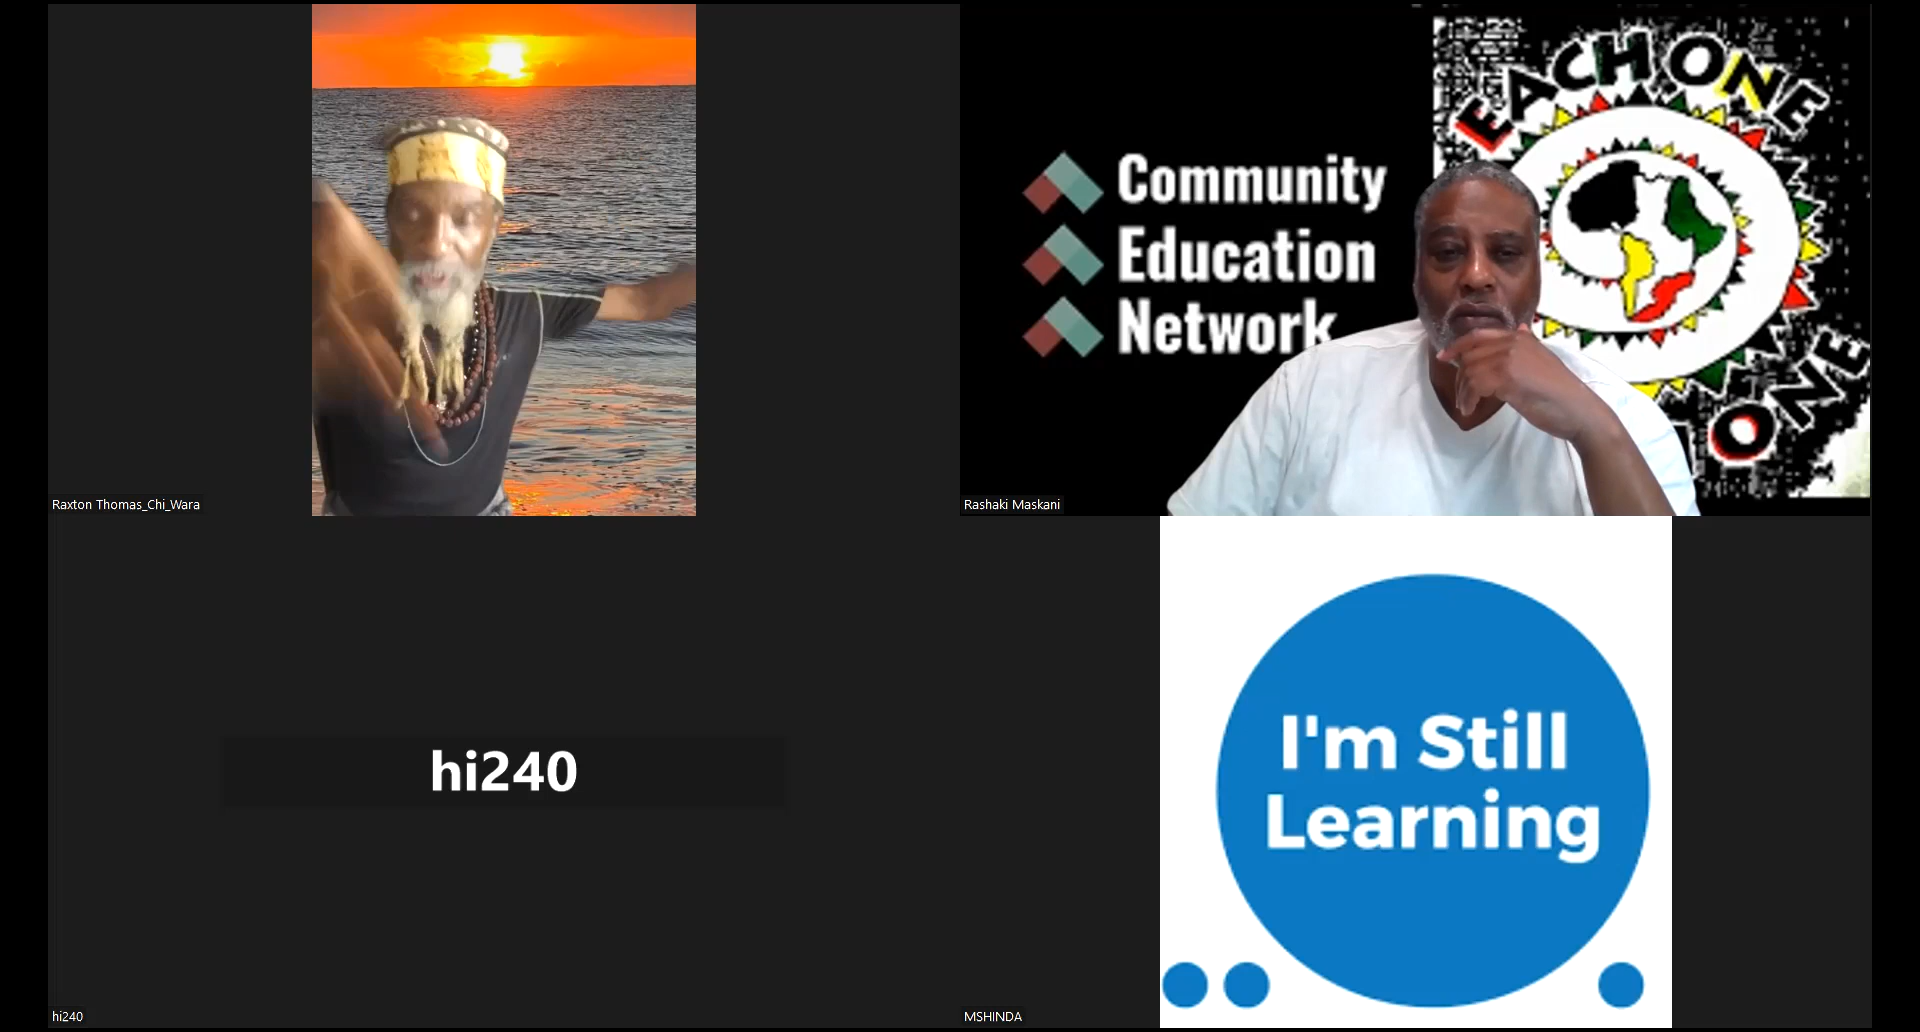 EACH ONE
Community
Education
Network
ONE
Raxton Thomas_Chi_Wara
Rashaki Maskani
hi240
I'm Still
Learning
hi240
MSHINDA